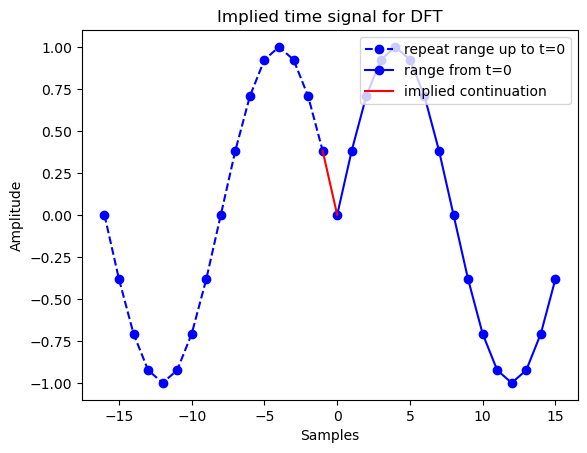 Implied time signal for DFT
repeat range up to t=0
range from t=0
implied continuation
1.00
0.75
0.50
0.25
0.00
−0.25
−0.50
−0.75
−1.00
Amplitude
−15
−10
−5
0
5
10
15
Samples